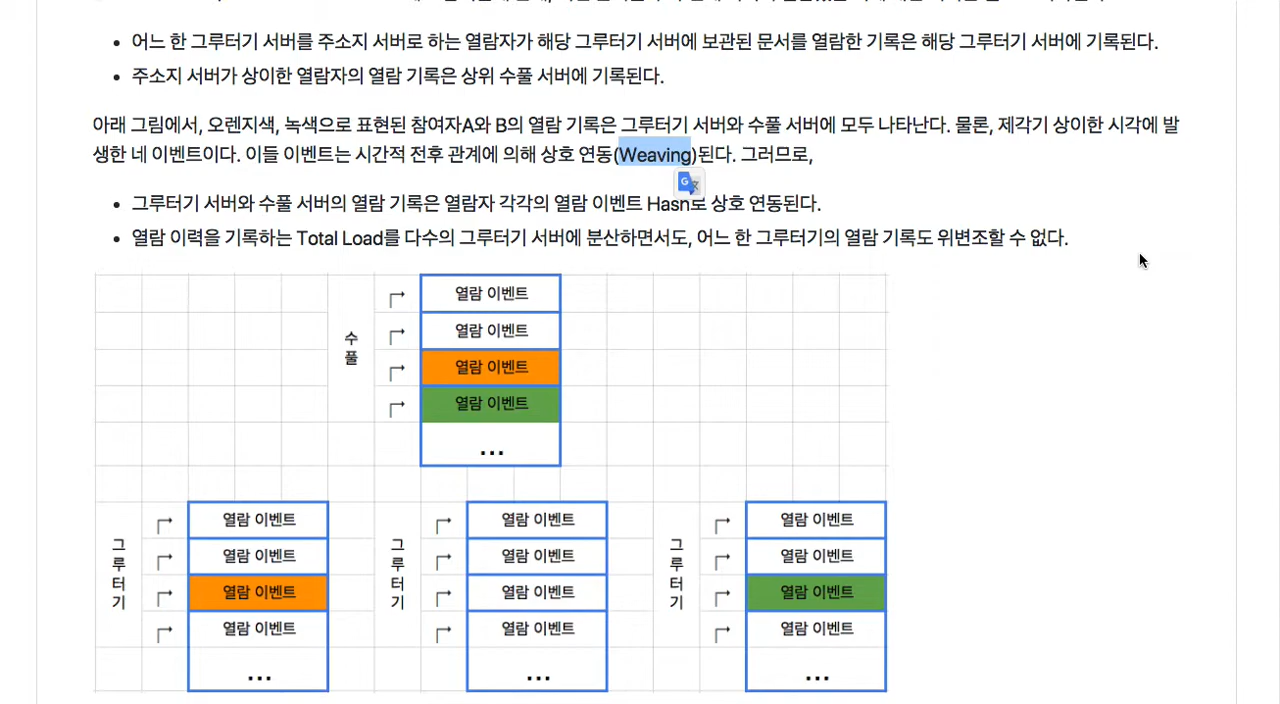 어느 한 그루터기 서버를 주소지 서버로 하는 열람자가 해당 그루터기 서버에 보관된 문서를 열람한 기록은 해당 그루터기 서버에 기록된다.
주소지 서버가 상이한 열람자의 열람 기록은 상위 수풀 서버에 기록된다.
아래 그림에서, 오렌지색, 녹색으로 표현된 참여자A와 B의 열람 기록은 그루터기 서버와 수풀 서버에 모두 나타난다. 물론, 제각기 상이한 시각에 발
생한 네 이벤트이다. 이들 이벤트는 시간적 전후 관계에 의해 상호 연동(Weaving)된다. 그러므로,
그루터기 서버와 수풀 서버의 열람 기록은 열람자 각각의 열람 이벤트 Hash로 상호 연동된다.
열람 이력을 기록하는 Total Load를 다수의 그루터기 서버에 분산하면서도, 어느 한 그루터기의 열람 기록도 위변조할 수 없다.
수풀
열람 이벤트
열람 이벤트
열람 이벤트
열람 이벤트
...
그루터기
열람 이벤트
열람 이벤트
열람 이벤트
열람 이벤트
...
그루터기
열람 이벤트
열람 이벤트
열람 이벤트
열람 이벤트
...
그루터기
열람 이벤트
열람 이벤트
열람 이벤트
열람 이벤트
...